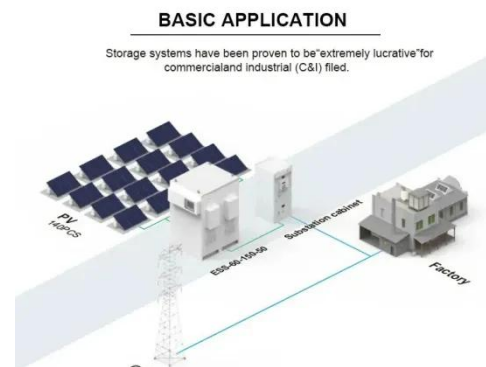 BASIC APPLICATION
Storage systems have been proven to be"extremely lucrative"for
commercialand industrial (C&I) filed.
PV
140PCS
ESS-60-150-50
Substation cabinet
Factory